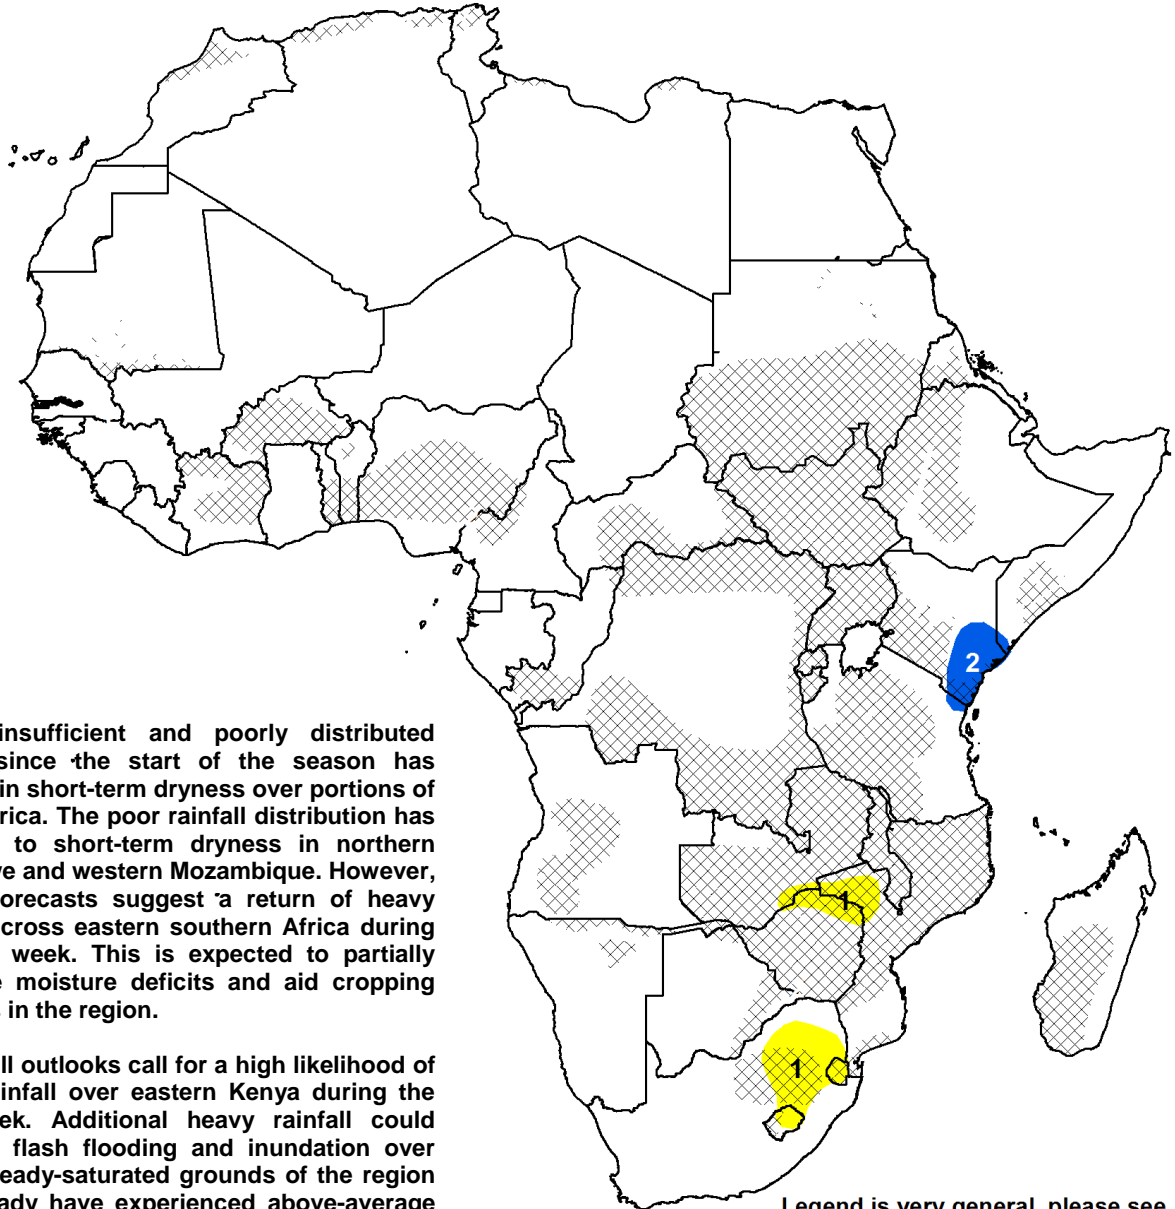 insufficient and poorly distributed
since the start of the season has
in short-term dryness over portions of
rica. The poor rainfall distribution has
to short-term dryness in northern
ve and western Mozambique. However,
orecasts suggest a return of heavy
cross eastern southern Africa during
week. This is expected to partially
e moisture deficits and aid cropping
in the region.
ll outlooks call for a high likelihood of
infall over eastern Kenya during the
ek. Additional heavy rainfall could
flash flooding and inundation over
eady-saturated grounds of the region
ady have experienced above-average
2
1
1
Legend is very general, please see